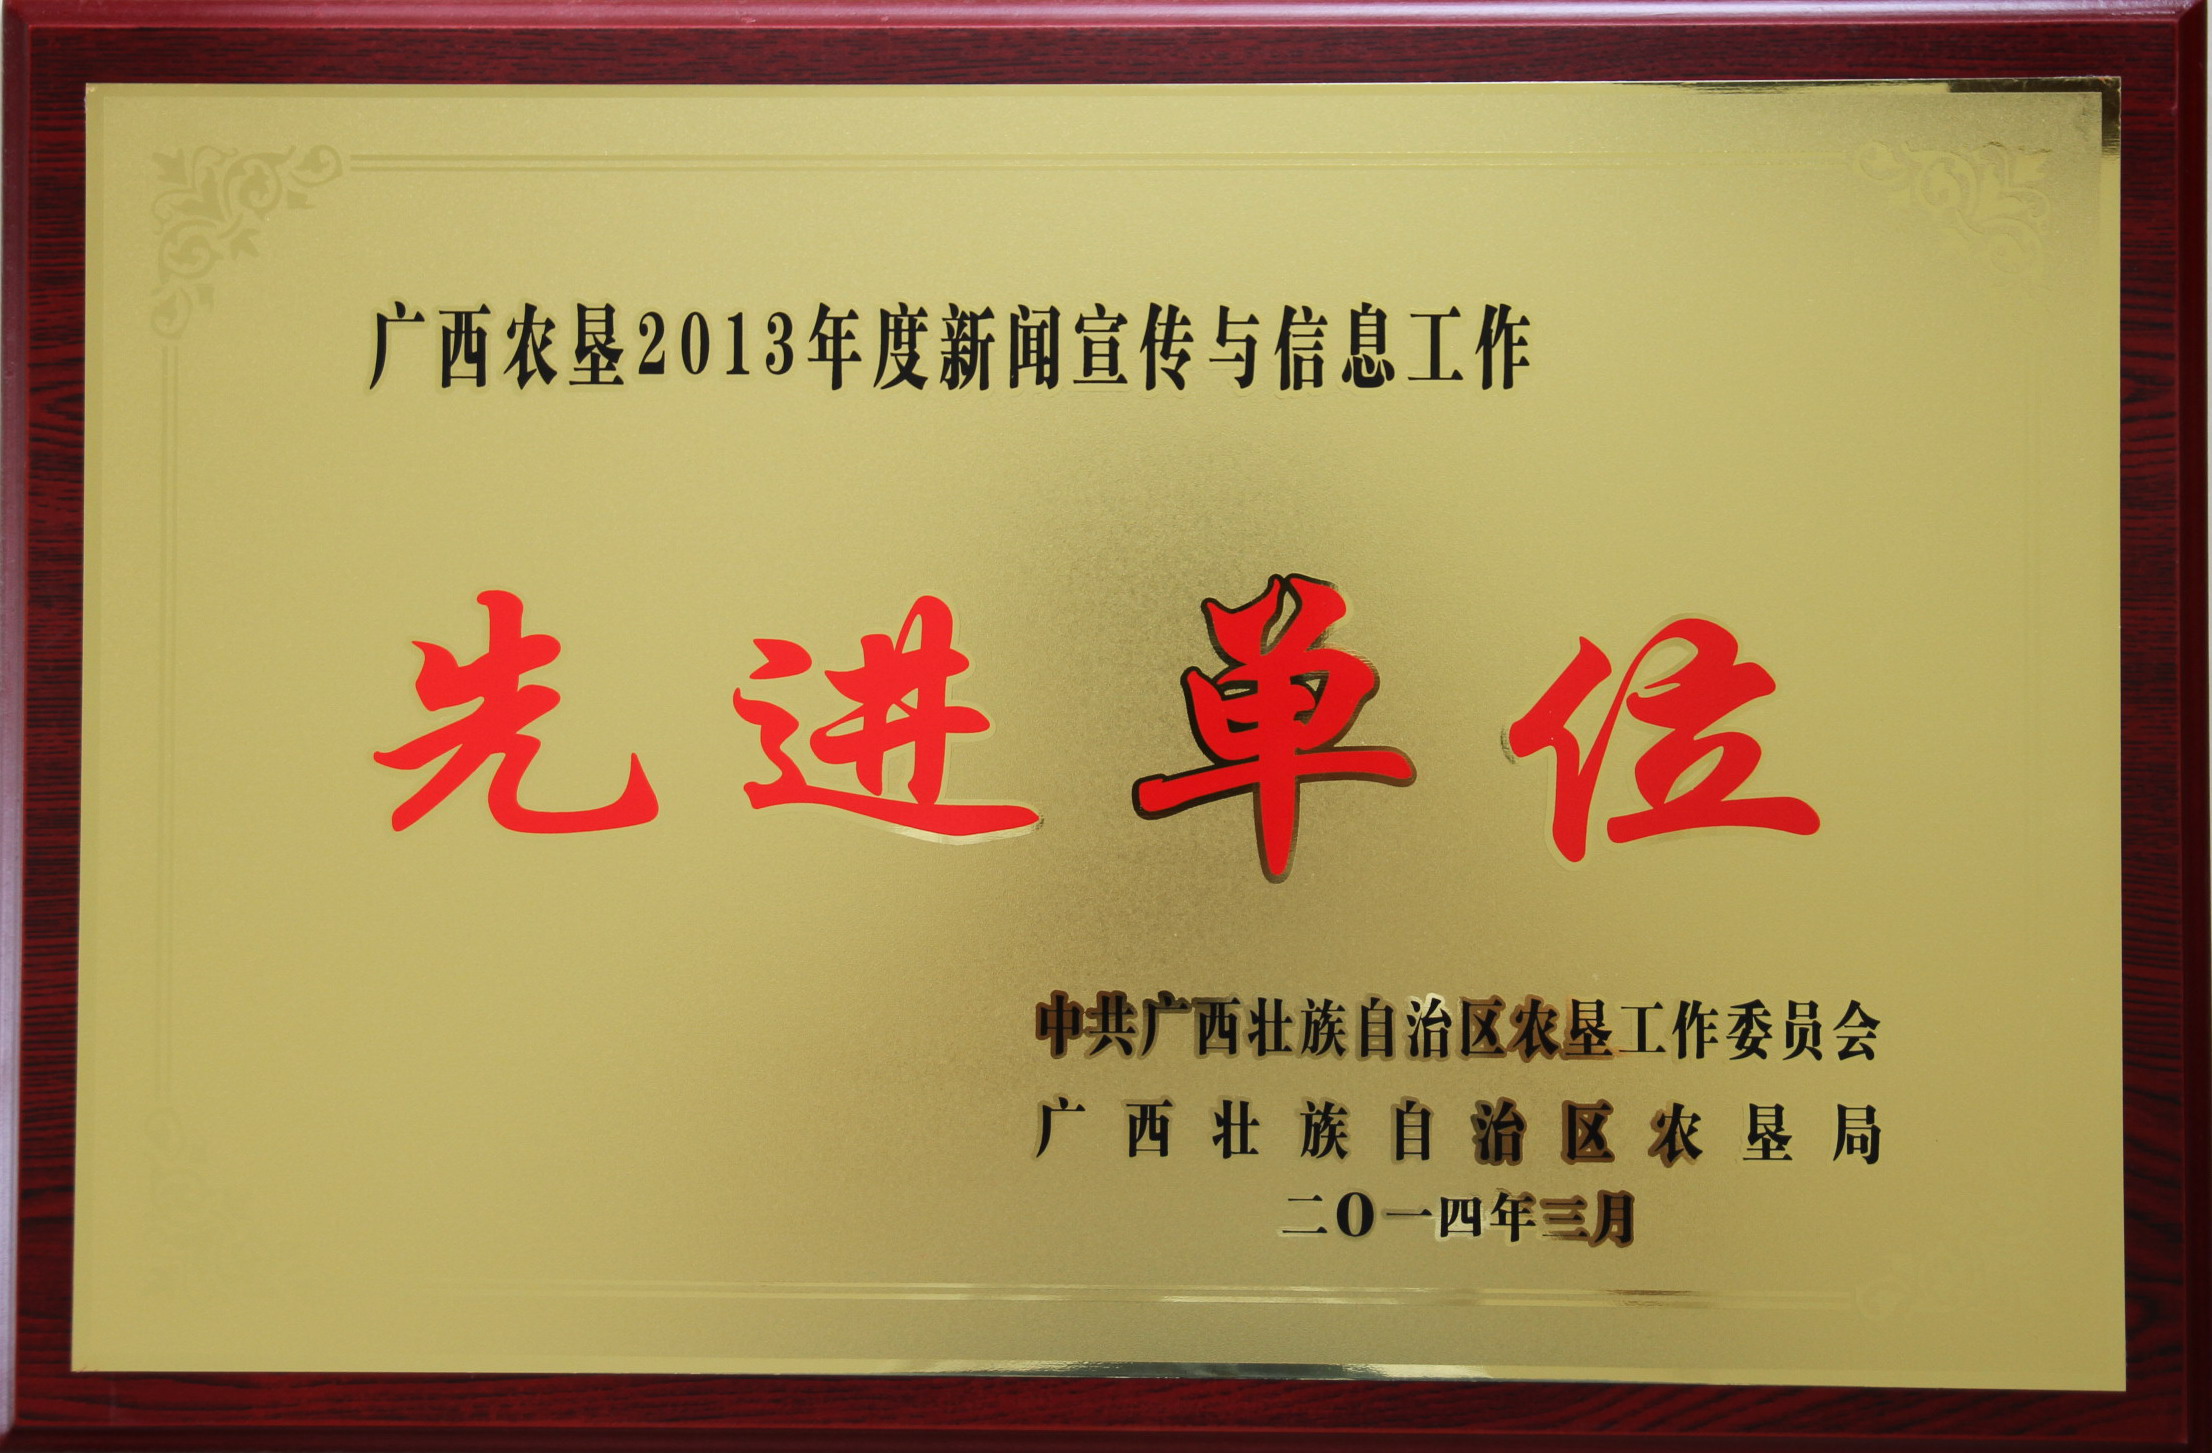 广西农垦2013年度新闻宣传与信息工作
先进单位
中共广西壮族自治区农垦工作委员会
广西壮族自治区农垦局
二〇一四年三月